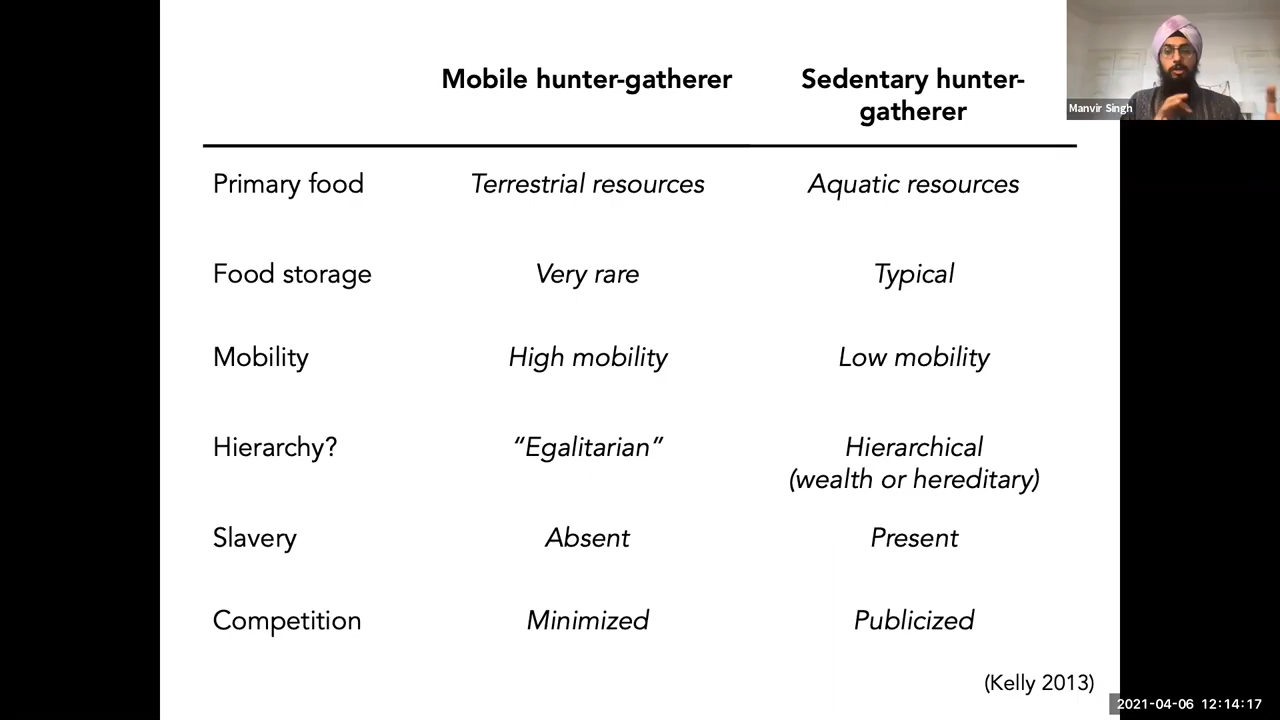 Mobile hunter-gatherer
Sedentary hunter-
gatherer
Manvir Singh
Primary food
Terrestrial resources
Aquatic resources
Food storage
Very rare
Typical
Mobility
High mobility
Low mobility
Hierarchy?
“Egalitarian”
Hierarchical
(wealth or hereditary)
Slavery
Absent
Present
Competition
Minimized
Publicized
(Kelly 2013)
2021-04-06 12:14:17